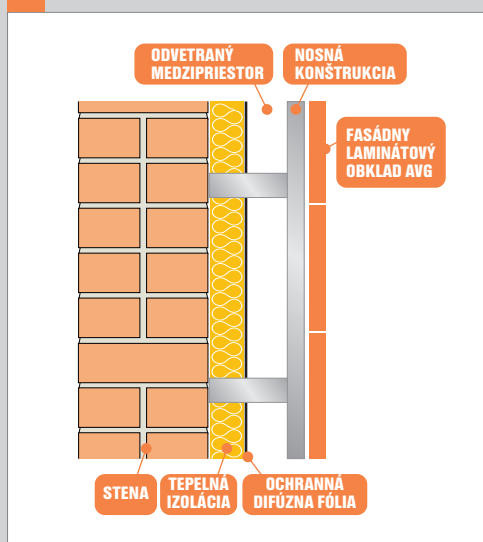 ODVETRANÝ
MEDZIPRIESTOR
NOSNÁ
KONŠTRUKCIA
FASÁDNY
LAMINÁTOVÝ
OBKLAD AVG
STENA
TEPELNÁ
IZOLÁCIA
OCHRANNÁ
DIFÚZNA FÓLIA